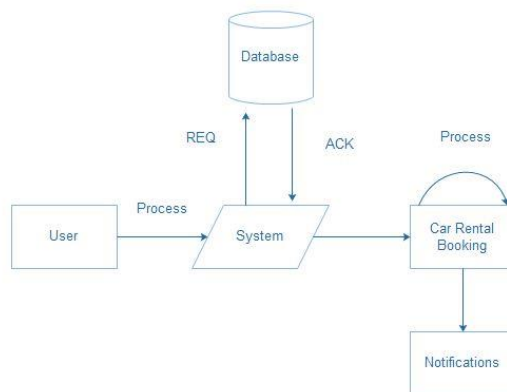 Database
REQ
ACK
Process
Process
User
System
Car Rental
Booking
Notifications